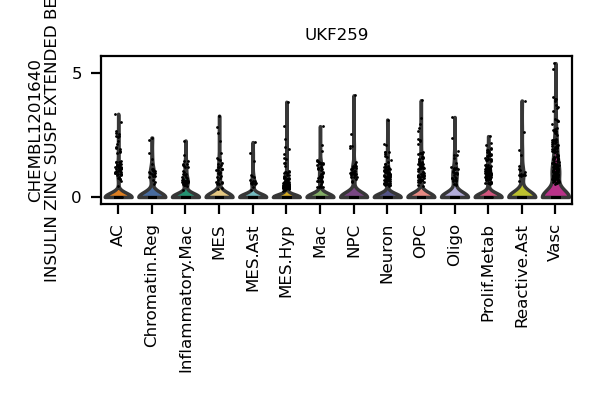 UKF259
CHEMBL1201640
INSULIN ZINC SUSP EXTENDED BE
5
0
AC
Chromatin.Reg
Inflammatory.Mac
MES
MES.Ast
MES.Hyp
Mac
NPC
Neuron
OPC
Oligo
Prolif.Metab
Reactive.Ast
Vasc